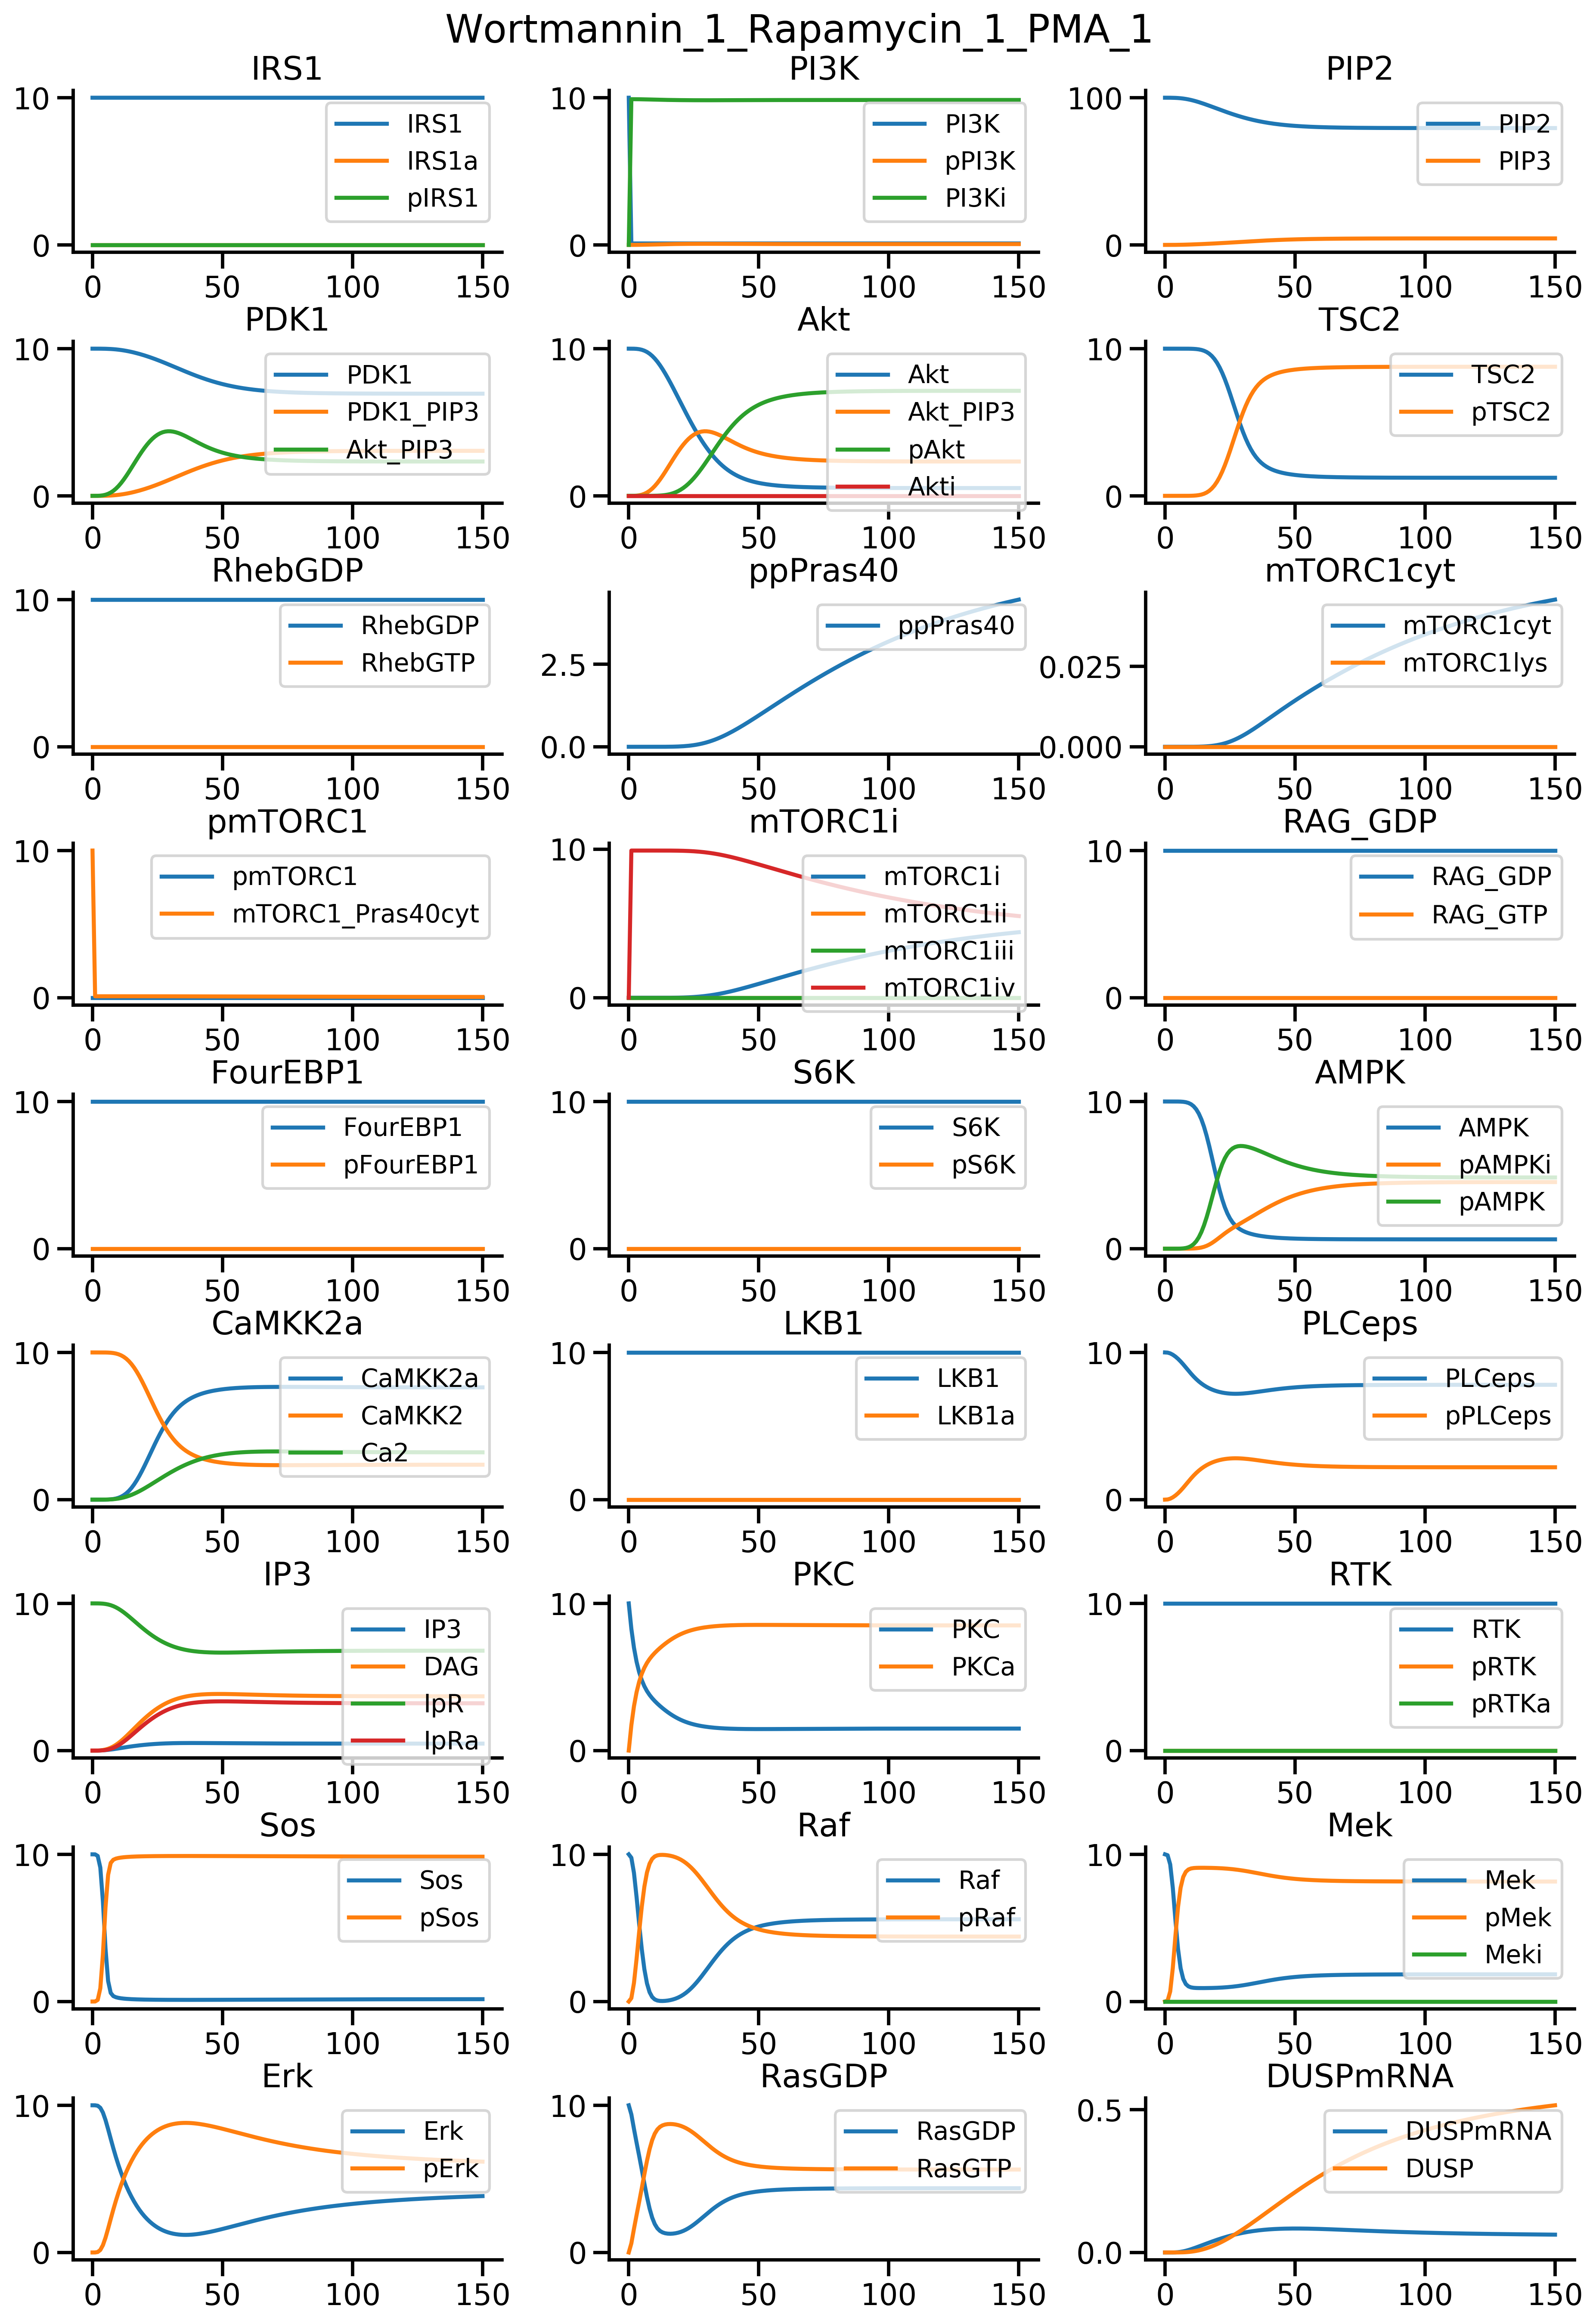 Wortmannin_1_Rapamycin_1_PMA_1
IRS1
10
0
0
50
100
150
IRS1
IRS1a
pIRS1
PI3K
10
0
0
50
100
150
PI3K
pPI3K
PI3Ki
PIP2
100
0
0
50
100
150
PIP2
PIP3
PDK1
10
0
0
50
100
150
PDK1
PDK1_PIP3
Akt_PIP3
Akt
10
0
0
50
100
150
Akt
Akt_PIP3
pAkt
Akti
TSC2
10
0
0
50
100
150
TSC2
pTSC2
RhebGDP
10
0
0
50
100
150
RhebGDP
RhebGTP
ppPras40
2.5
0.0
0
50
100
150
ppPras40
mTORC1cyt
0.025
0.000
0
50
100
150
mTORC1cyt
mTORC1lys
pmTORC1
10
0
0
50
100
150
pmTORC1
mTORC1_Pras40cyt
mTORC1i
10
0
0
50
100
150
mTORC1i
mTORC1ii
mTORC1iii
mTORC1iv
RAG_GDP
10
0
0
50
100
150
RAG_GDP
RAG_GTP
FourEBP1
10
0
0
50
100
150
FourEBP1
pFourEBP1
S6K
10
0
0
50
100
150
S6K
pS6K
AMPK
10
0
0
50
100
150
AMPK
pAMPKi
pAMPK
CaMKK2a
10
0
0
50
100
150
CaMKK2a
CaMKK2
Ca2
LKB1
10
0
0
50
100
150
LKB1
LKB1a
PLCeps
10
0
0
50
100
150
PLCeps
pPLCeps
IP3
10
0
0
50
100
150
IP3
DAG
IpR
IpRa
PKC
10
0
0
50
100
150
PKC
PKCa
RTK
10
0
0
50
100
150
RTK
pRTK
pRTKa
Sos
10
0
0
50
100
150
Sos
pSos
Raf
10
0
0
50
100
150
Raf
pRaf
Mek
10
0
0
50
100
150
Mek
pMek
Meki
Erk
10
0
0
50
100
150
Erk
pErk
RasGDP
10
0
0
50
100
150
RasGDP
RasGTP
DUSPmRNA
0.5
0.0
0
50
100
150
DUSPmRNA
DUSP